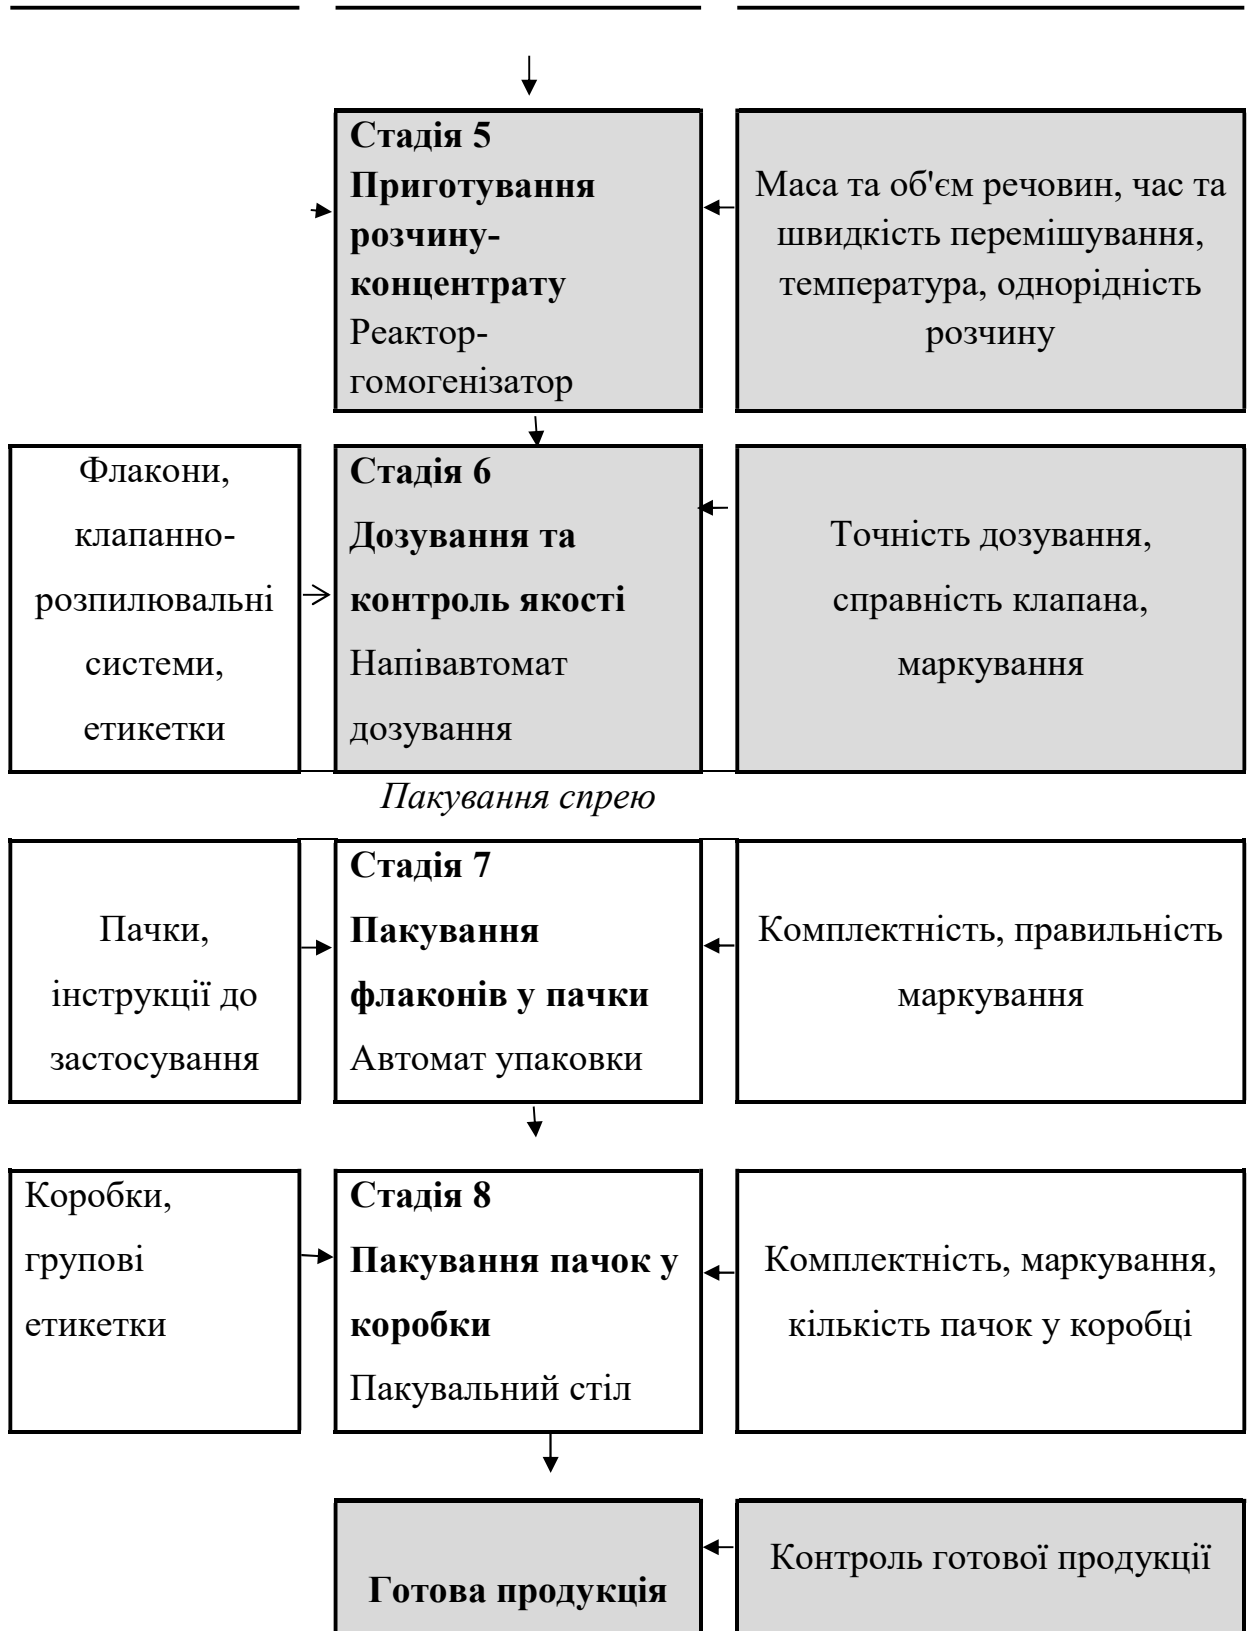 Стадія 5
Приготування
розчину-
концентрату
Реактор-
гомогенізатор
Маса та об'єм речовин, час та
швидкість перемішування,
температура, однорідність
розчину
Флакони,
клапанно-
розпилювальні
системи,
етикетки
Стадія 6
Дозування та
контроль якості
Напівавтомат
дозування
Точність дозування,
справність клапана,
маркування
Пакування спрею
Пачки,
інструкції до
застосування
Стадія 7
Пакування
флаконів у пачки
Автомат упаковки
Комплектність, правильність
маркування
Коробки,
групові
етикетки
Стадія 8
Пакування пачок у
коробки
Пакувальний стіл
Комплектність, маркування,
кількість пачок у коробці
Готова продукція
Контроль готової продукції